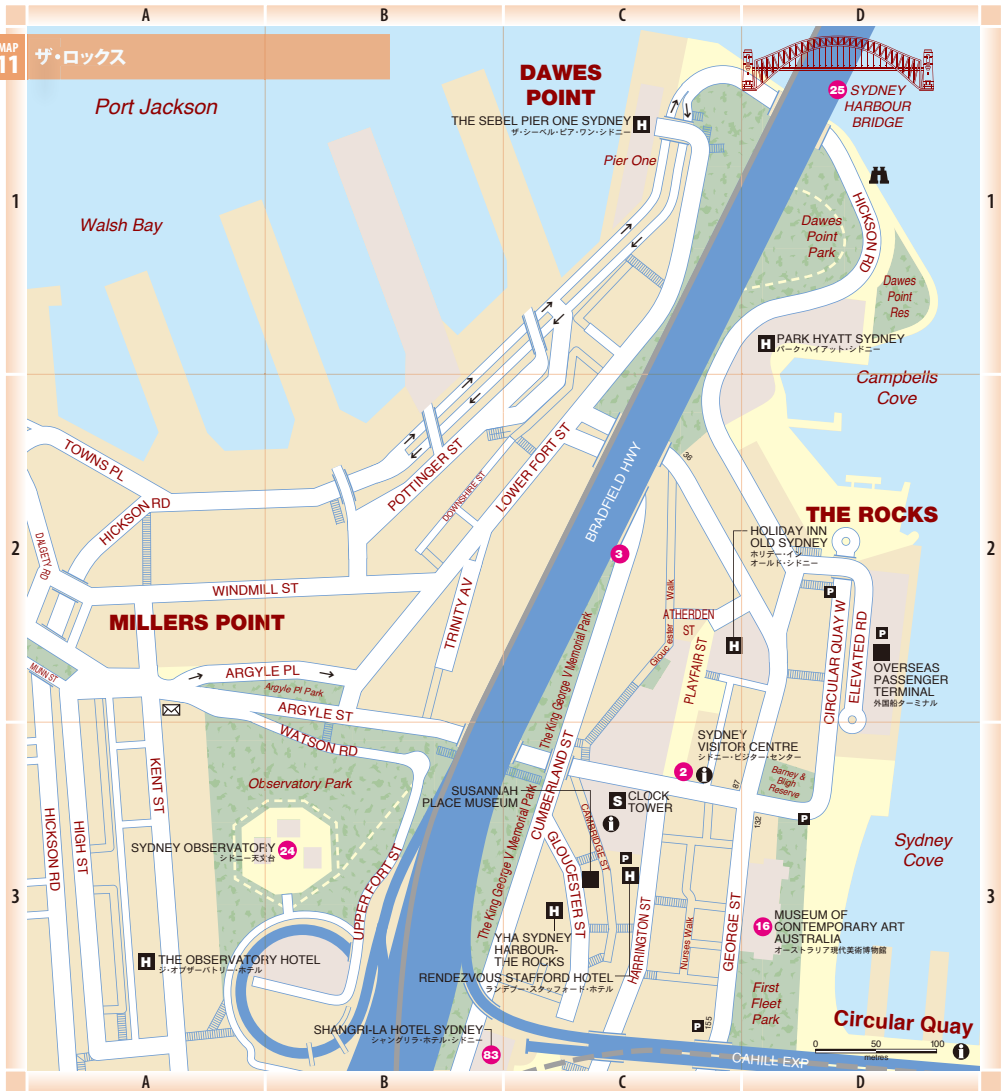 A
B
C
D
MAP
11
ザ・ロックス
Port Jackson
DAWES
POINT
25
SYDNEY
HARBOUR
BRIDGE
THE SEBEL PIER ONE SYDNEY
H
ザ・シーベル・ピア・ワン・シドニー
Pier One
1
1
Walsh Bay
Dawes
Point
Park
HICKSON RD
Dawes
Point
Res
H
PARK HYATT SYDNEY
パーク・ハイアット・シドニー
Campbells
Cove
TOWNS PL
HICKSON RD
POTTINGER ST
DOWNSHIRE ST
LOWER FORT ST
BRADFIELD HWY
36
THE ROCKS
HOLIDAY INN
OLD SYDNEY
ホリデー・イン
オールド・シドニー
2
2
DALGETY RD
3
WINDMILL ST
MILLERS POINT
TRINITY AV
P
ATHERDEN
ST
Glouc ester Walk
PLAYFAIR ST
H
CIRCULAR QUAY W
ELEVATED RD
P
OVERSEAS
PASSENGER
TERMINAL
外国船ターミナル
MUNN ST
ARGYLE PL
Argyle Pl Park
ARGYLE ST
WATSON RD
The King George V Memorial Park
CUMBERLAND ST
SYDNEY
VISITOR CENTRE
シドニー・ビジター・センター
2
i
Barney &
Bligh
Reserve
87
132
P
Observatory Park
KENT ST
HIGH ST
HICKSON RD
SUSANNAH
PLACE MUSEUM
S
CLOCK
TOWER
i
CAMBRIDGE ST
GLOUCESTER ST
P
H
Sydney
Cove
SYDNEY OBSERVATORY
シドニー天文台
24
UPPER FORT ST
The King George V Memorial Park
3
3
H
YHA SYDNEY
HARBOUR-
THE ROCKS
HARRINGTON ST
Nurses Walk
GEORGE ST
16
MUSEUM OF
CONTEMPORARY ART
AUSTRALIA
オーストラリア現代美術博物館
H
THE OBSERVATORY HOTEL
ジ・オブザーバトリー・ホテル
RENDEZVOUS STAFFORD HOTEL
ランデブー・スタッフォード・ホテル
First
Fleet
Park
Circular Quay
SHANGRI-LA HOTEL SYDNEY
シャングリラ・ホテル・シドニー
83
P
155
CAHILL EXP
0
50
100
metres
i
A
B
C
D